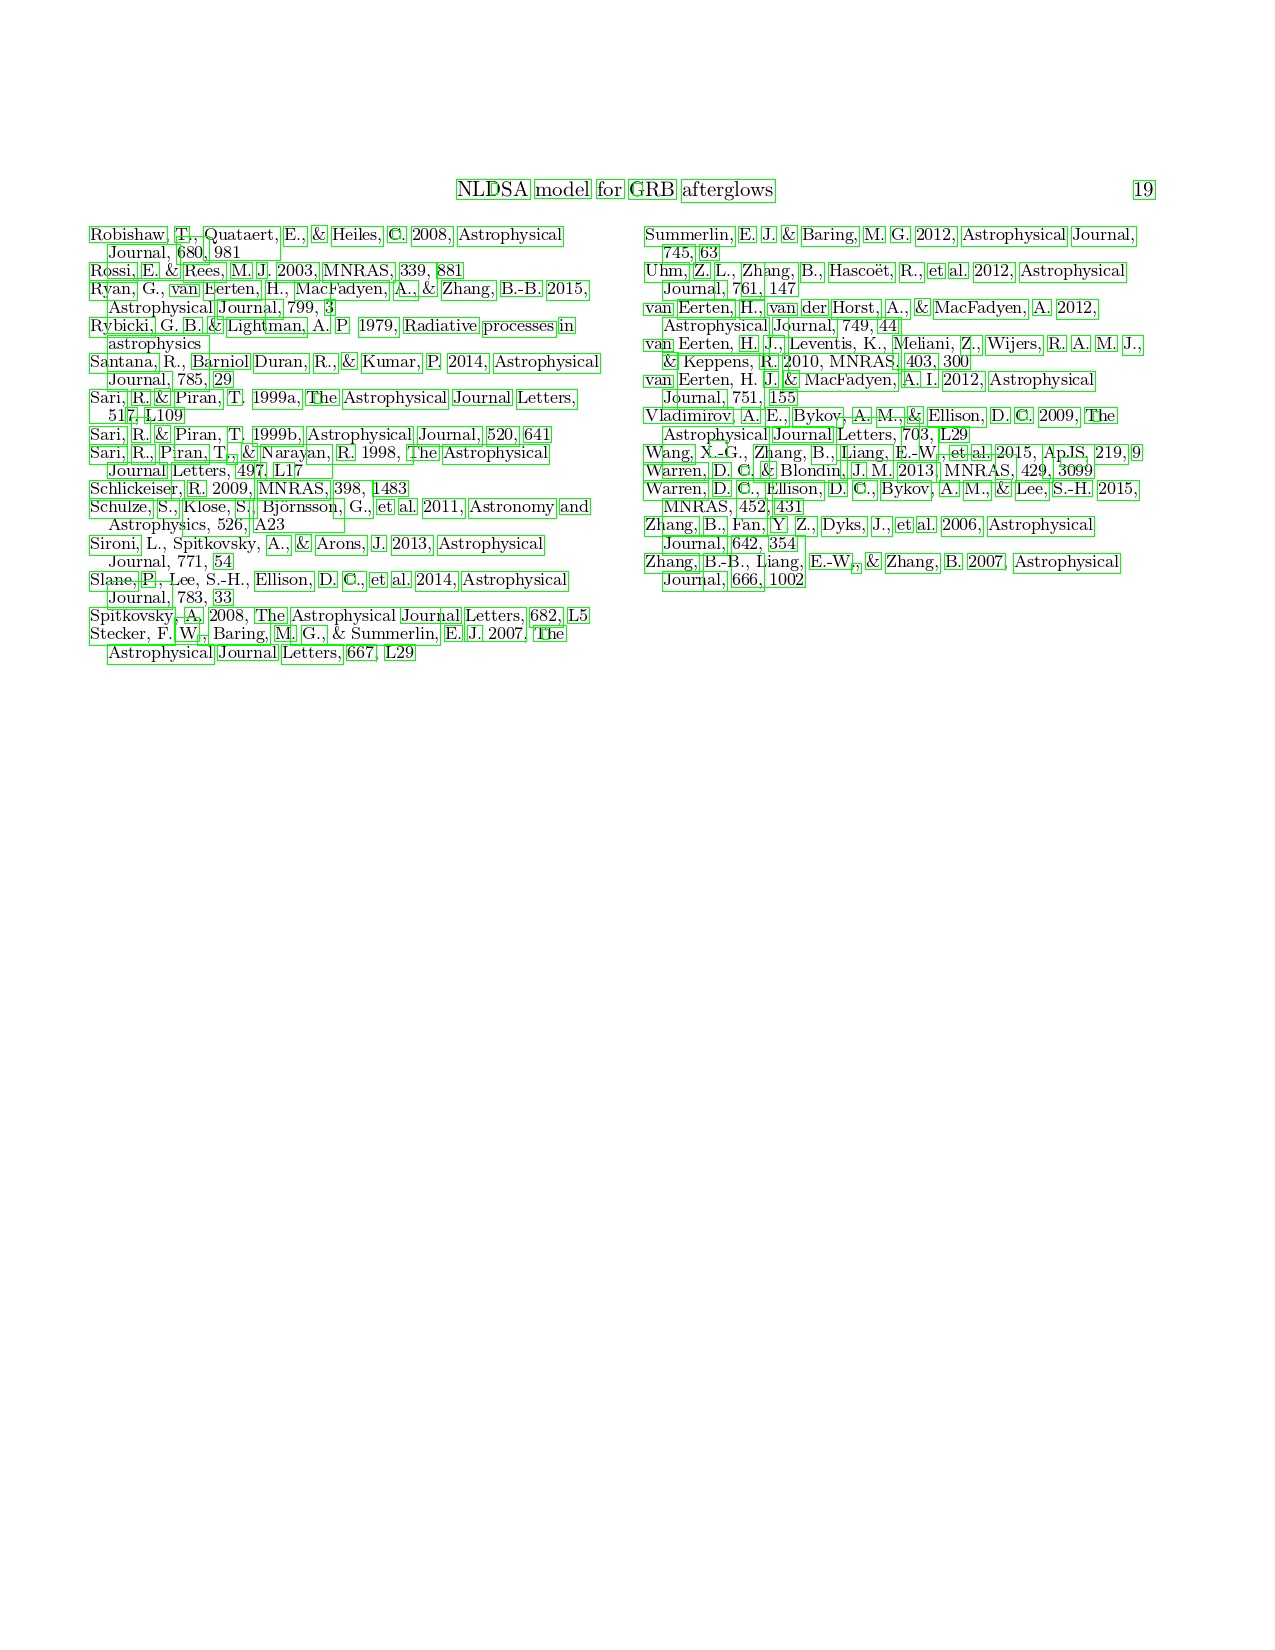 NLDSA model for GRB afterglows 19
Robishaw, T., Quataert, E., & Heiles, C. 2008, Astrophysical
Journal, 680, 981
Rossi, E. & Rees, M. J. 2003, MNRAS, 339, 881
Ryan, G., van Eerten, H., MacFadyen, A., & Zhang, B.-B. 2015,
Astrophysical Journal, 799, 3
Rybicki, G. B. & Lightman, A. P. 1979, Radiative processes in
astrophysics
Santana, R., Barniol Duran, R., & Kumar, P. 2014, Astrophysical
Journal, 785, 29
Sari, R. & Piran, T. 1999a, The Astrophysical Journal Letters,
517, L109
Sari, R. & Piran, T. 1999b, Astrophysical Journal, 520, 641
Sari, R., Piran, T., & Narayan, R. 1998, The Astrophysical
Journal Letters, 497, L17
Schlickeiser, R. 2009, MNRAS, 398, 1483
Schulze, S., Klose, S., Björnsson, G., et al. 2011, Astronomy and
Astrophysics, 526, A23
Sironi, L., Spitkovsky, A., & Arons, J. 2013, Astrophysical
Journal, 771, 54
Slane, P., Lee, S.-H., Ellison, D. C., et al. 2014, Astrophysical
Journal, 783, 33
Spitkovsky, A. 2008, The Astrophysical Journal Letters, 682, L5
Stecker, F. W., Baring, M. G., & Summerlin, E. J. 2007, The
Astrophysical Journal Letters, 667, L29
Summerlin, E. J. & Baring, M. G. 2012, Astrophysical Journal,
745, 63
Uhm, Z. L., Zhang, B., Hascoët, R., et al. 2012, Astrophysical
Journal, 761, 147
van Eerten, H., van der Horst, A., & MacFadyen, A. 2012,
Astrophysical Journal, 749, 44
van Eerten, H. J., Leventis, K., Meliani, Z., Wijers, R. A. M. J.,
& Keppens, R. 2010, MNRAS, 403, 300
van Eerten, H. J. & MacFadyen, A. I. 2012, Astrophysical
Journal, 751, 155
Vladimirov, A. E., Bykov, A. M., & Ellison, D. C. 2009, The
Astrophysical Journal Letters, 703, L29
Wang, X.-G., Zhang, B., Liang, E.-W., et al. 2015, ApJS, 219, 9
Warren, D. C. & Blondin, J. M. 2013, MNRAS, 429, 3099
Warren, D. C., Ellison, D. C., Bykov, A. M., & Lee, S.-H. 2015,
MNRAS, 452, 431
Zhang, B., Fan, Y. Z., Dyks, J., et al. 2006, Astrophysical
Journal, 642, 354
Zhang, B.-B., Liang, E.-W., & Zhang, B. 2007, Astrophysical
Journal, 666, 1002